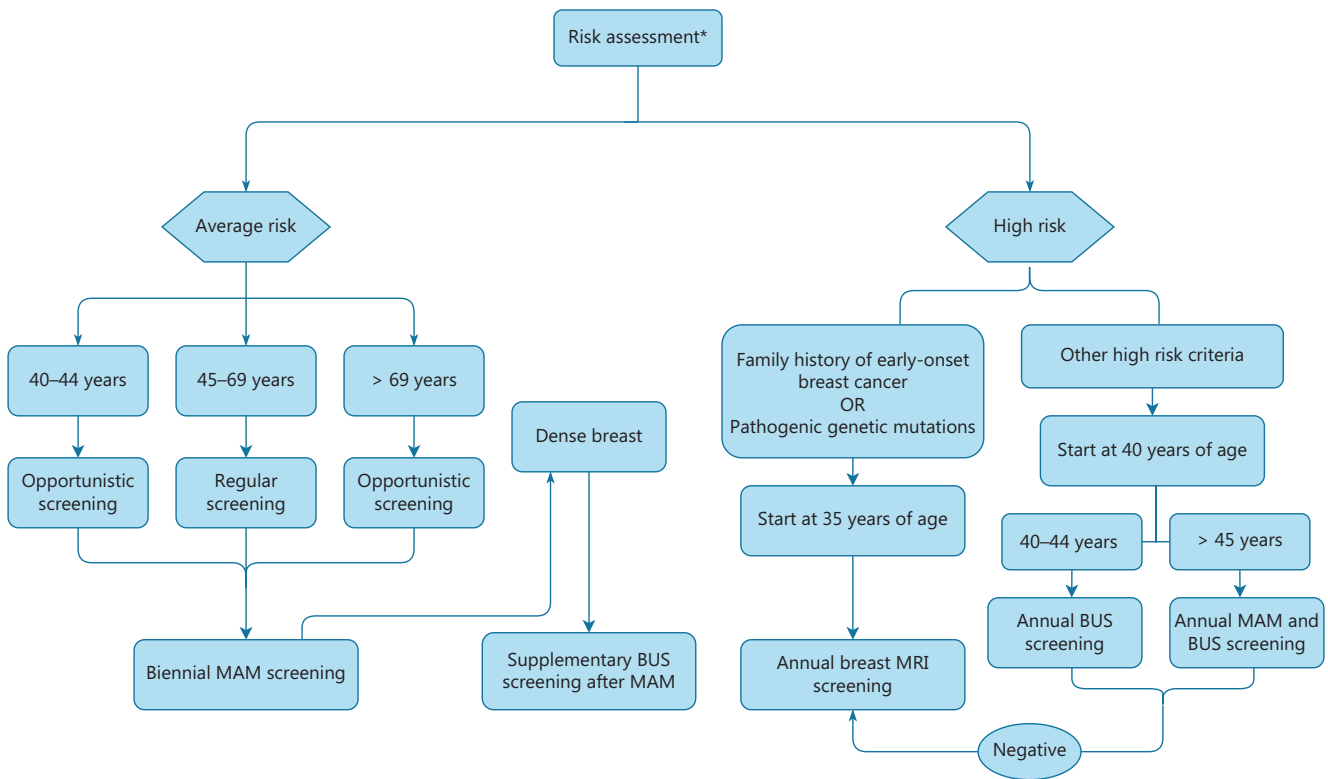 Risk assessment*
Average risk
High risk
40–44 years
45–69 years
> 69 years
Opportunistic
screening
Regular
screening
Opportunistic
screening
Biennial MAM screening
Dense breast
Supplementary BUS
screening after MAM
Family history of early-onset
breast cancer
OR
Pathogenic genetic mutations
Start at 35 years of age
Annual breast MRI
screening
Other high risk criteria
Start at 40 years of age
40–44 years
> 45 years
Annual BUS
screening
Annual MAM and
BUS screening
Negative